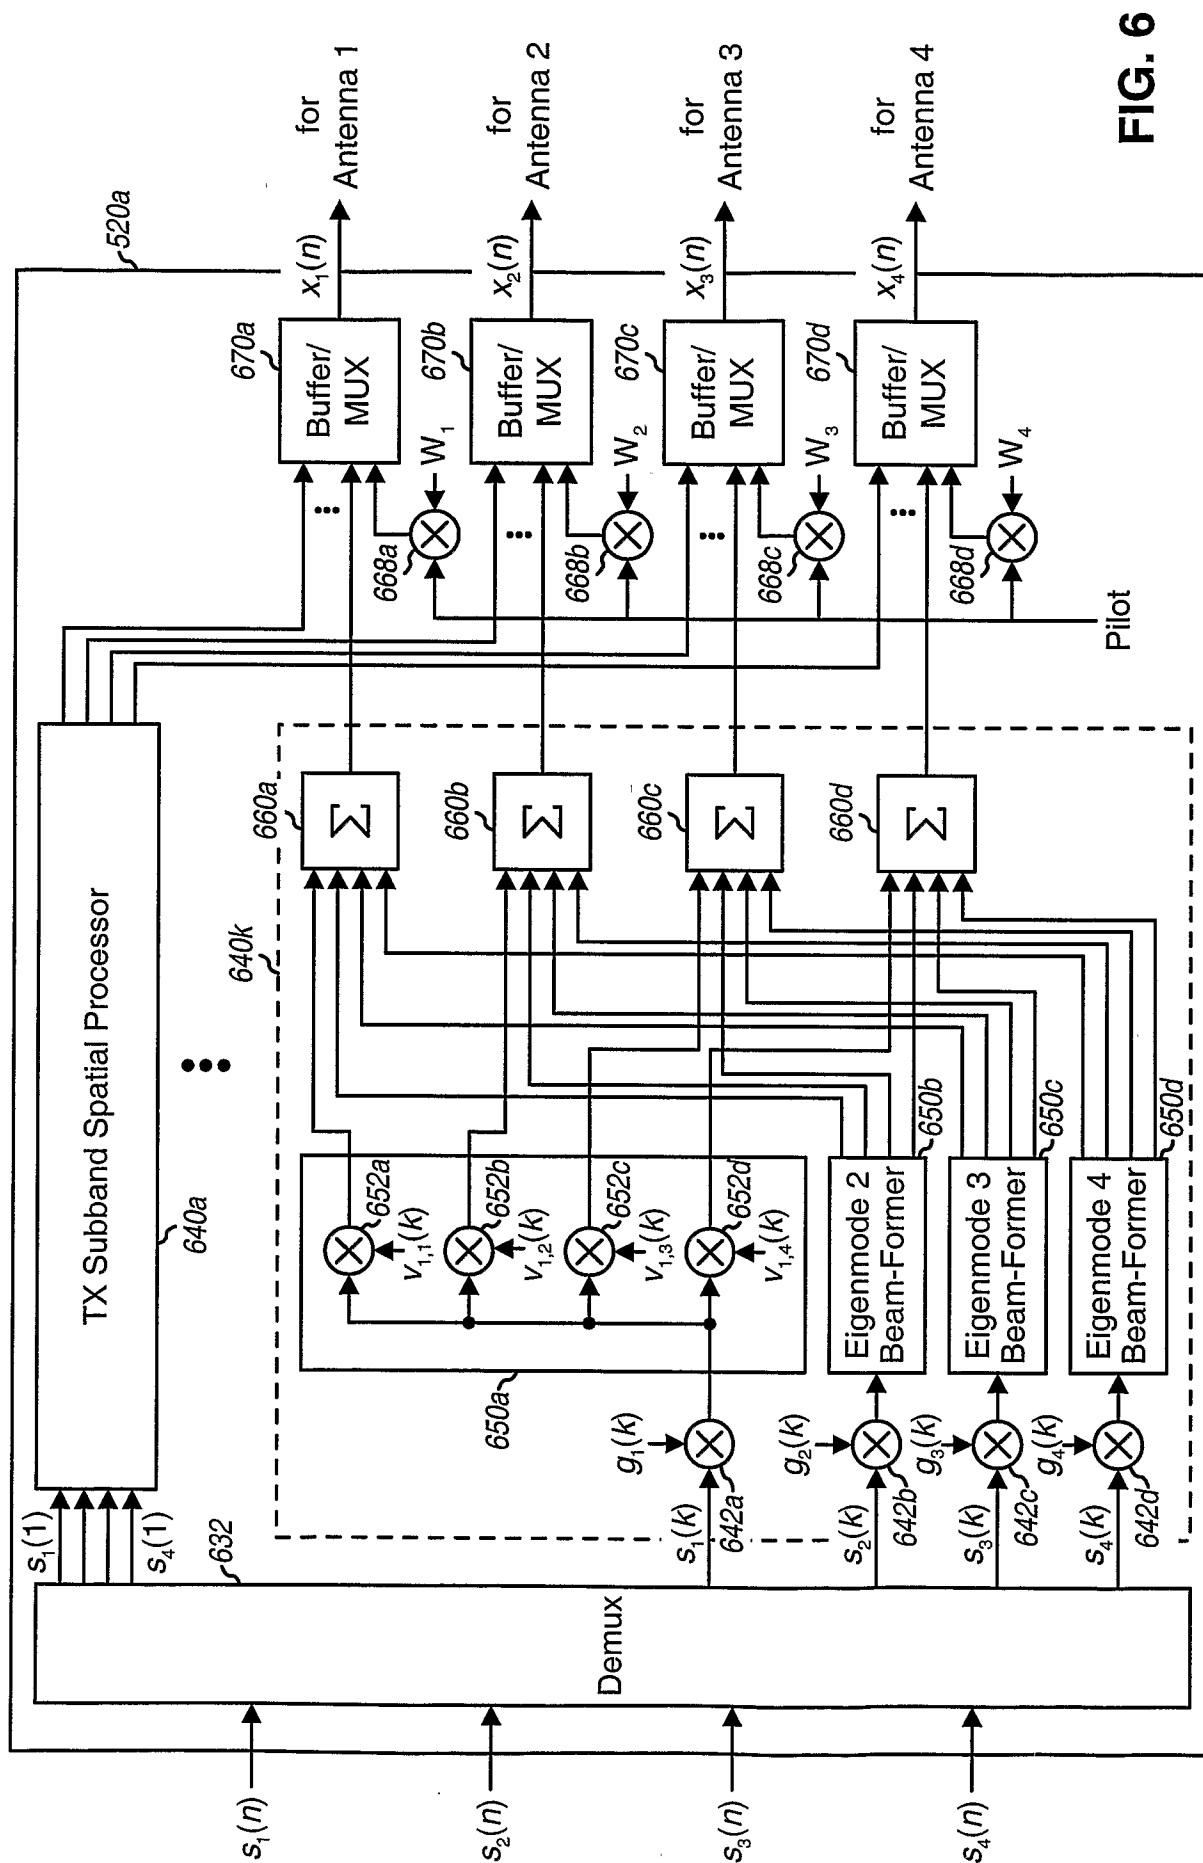 520a
s₁(n)
s₂(n)
s₃(n)
s₄(n)
Demux
632
s₁(1)
s₄(1)
TX Subband Spatial Processor
640a
640k
s₁(k)
g₁(k)
642a
s₂(k)
g₂(k)
642b
s₃(k)
g₃(k)
642c
s₄(k)
g₄(k)
642d
650a
652a
v₁,₁(k)
652b
v₁,₂(k)
652c
v₁,₃(k)
652d
v₁,₄(k)
Eigenmode 2
Beam-Former
650b
Eigenmode 3
Beam-Former
650c
Eigenmode 4
Beam-Former
650d
660a
Σ
660b
Σ
660c
Σ
660d
Σ
Pilot
668a
W₁
668b
W₂
668c
W₃
668d
W₄
670a
Buffer/
MUX
670b
Buffer/
MUX
670c
Buffer/
MUX
670d
Buffer/
MUX
x₁(n)
for
Antenna 1
x₂(n)
for
Antenna 2
x₃(n)
for
Antenna 3
x₄(n)
for
Antenna 4
FIG. 6